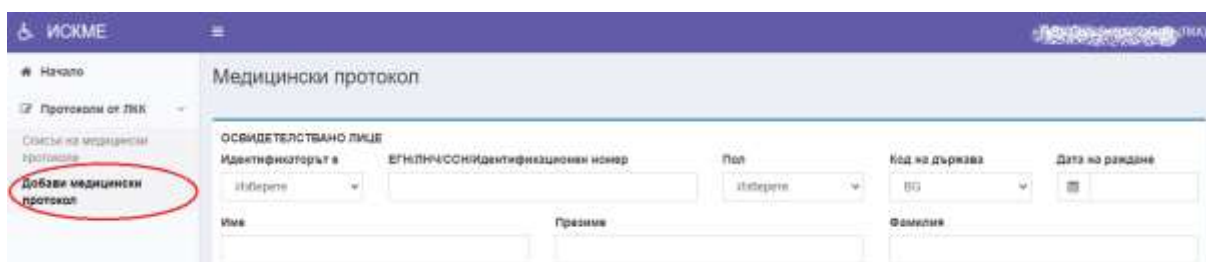 ИСКМЕ
Начало
Медицински протокол
Протоколи от ЛКК
Списък на медицински
протоколи
ОСВИДЕТЕЛСТВАНО ЛИЦЕ
Идентификаторът е ЕГН/ЛНЧ/ССН/Идентификационен номер Пол Код на държава Дата на раждане
Добави медицински
протокол
Изберете Изберете BG
Име Презиме Фамилия